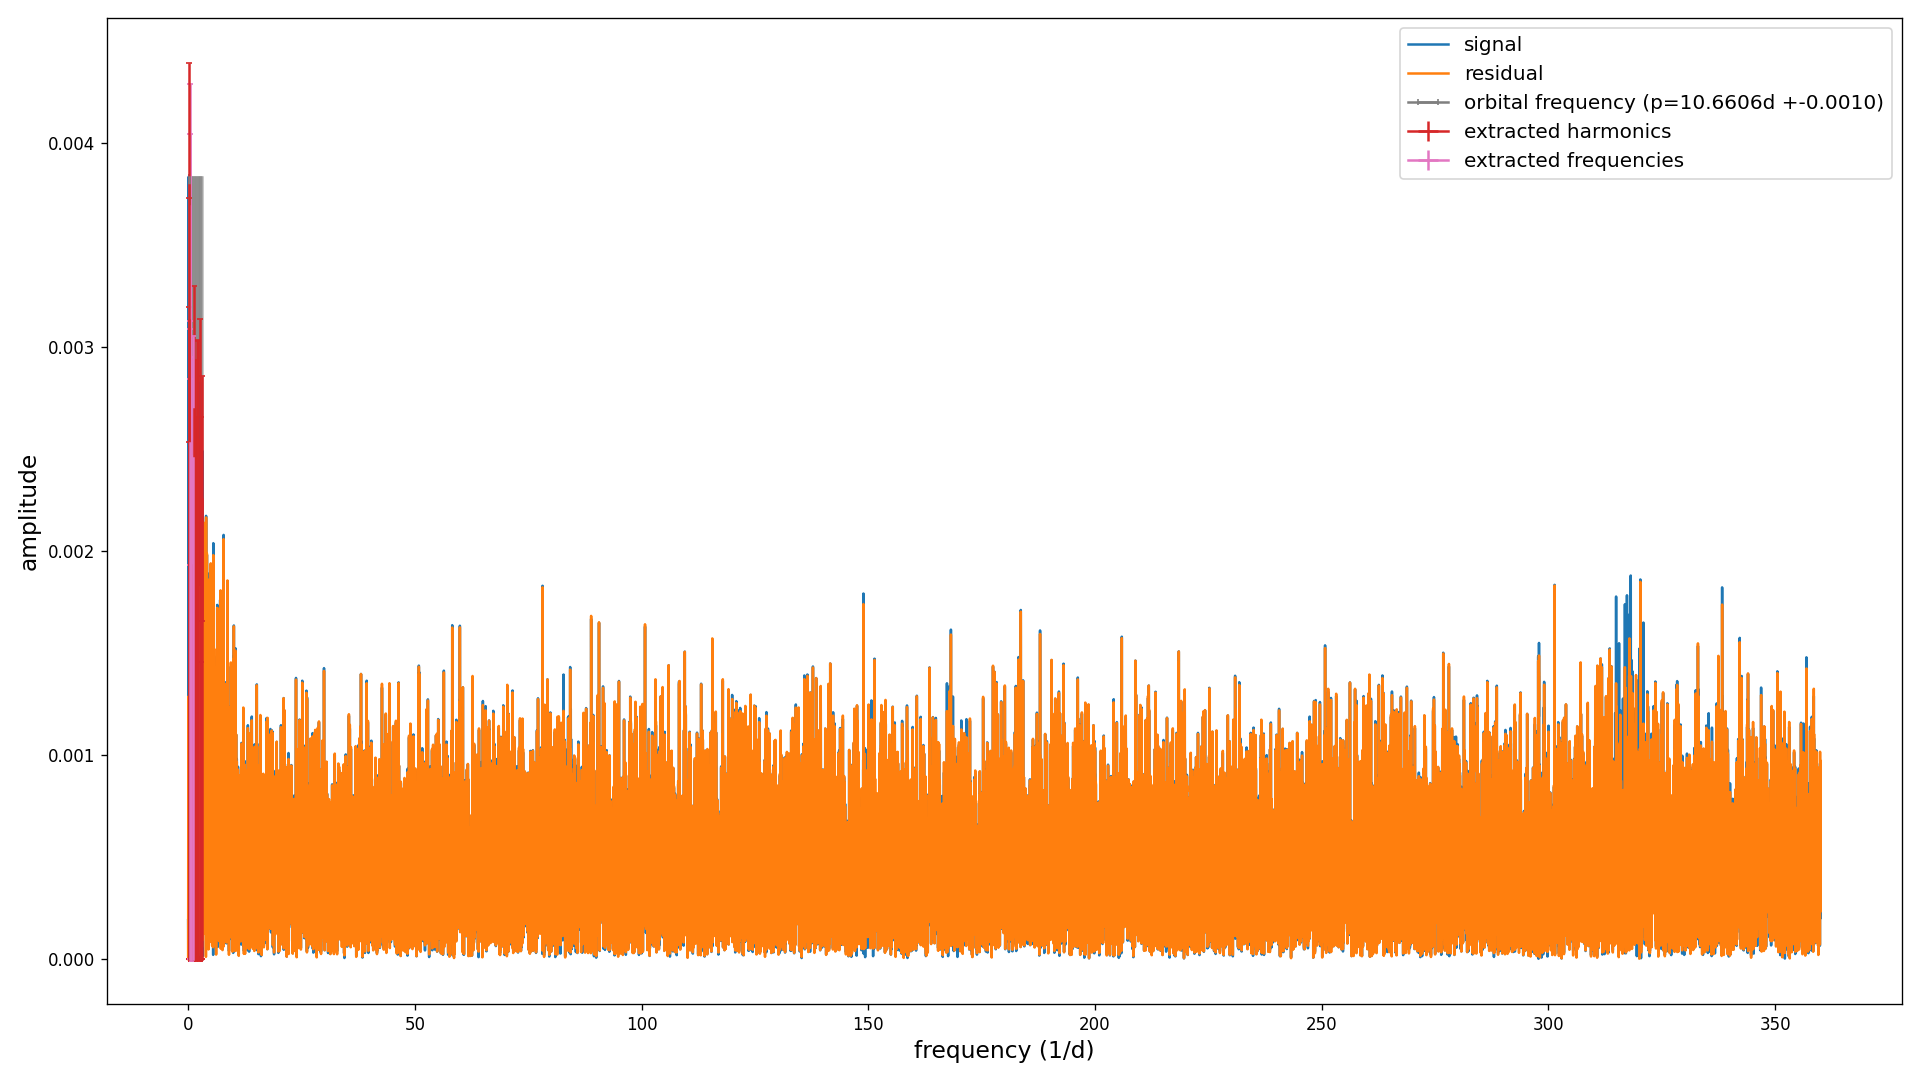 signal
residual
orbital frequency (p=10.6606d +-0.0010)
extracted harmonics
extracted frequencies
0.004
0.003
0.002
0.001
0.000
amplitude
0 50 100 150 200 250 300 350
frequency (1/d)